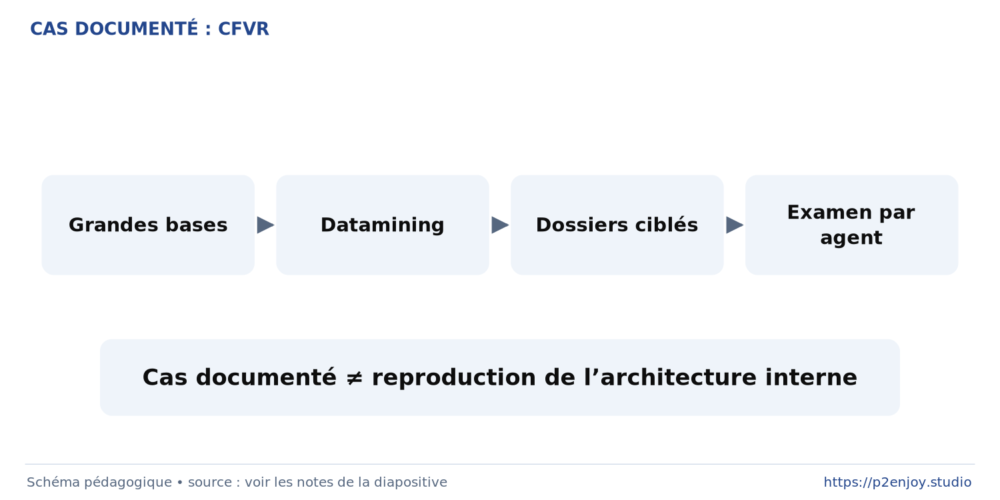 CAS DOCUMENTÉ : CFVR
Grandes bases
Datamining
Dossiers ciblés
Examen par
agent
Cas documenté ≠ reproduction de l’architecture interne
Schéma pédagogique • source : voir les notes de la diapositive
https://p2enjoy.studio